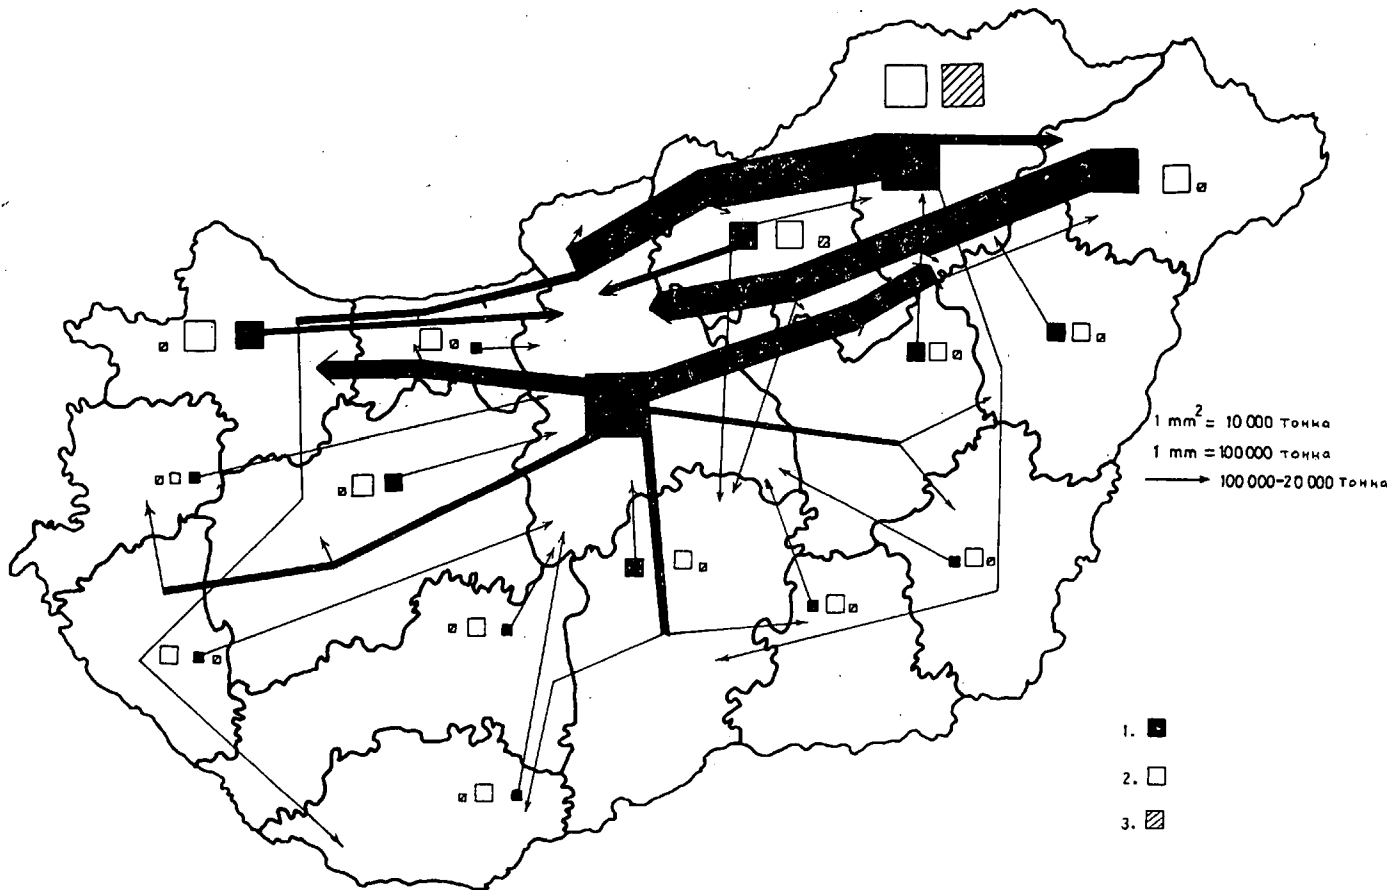 1 mm² = 10 000 тонна
1 mm = 100 000 тонна
100 000-20 000 тонна
1.
2.
3.